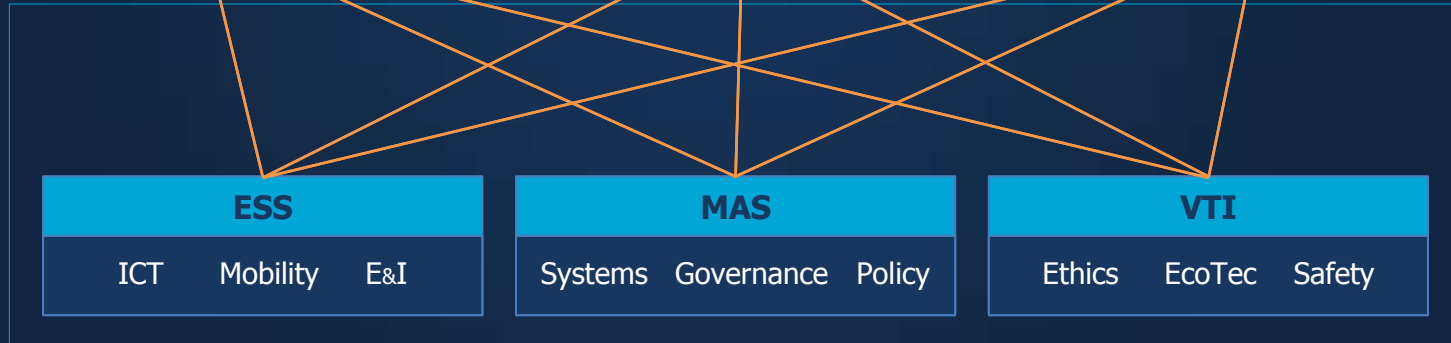 ESS
ICT Mobility E&I
MAS
Systems Governance Policy
VTI
Ethics EcoTec Safety